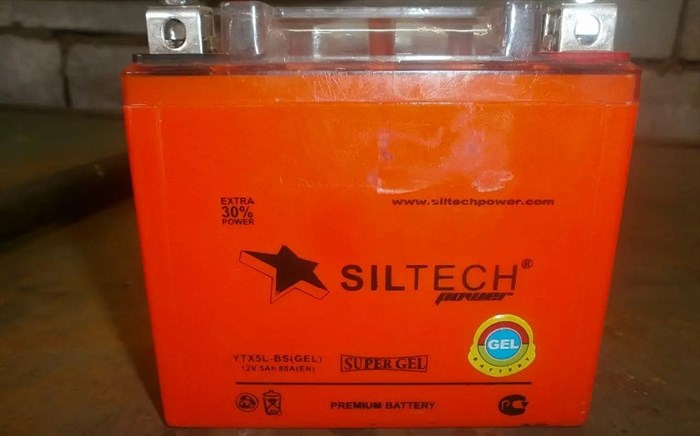 EXTRA
30%
POWER
www.siltechpower.com
SILTECH®
power
YTX5L-BS(GEL)
12V 5Ah 88A(EN)
SUPER GEL
GEL
BATTERY
PREMIUM BATTERY